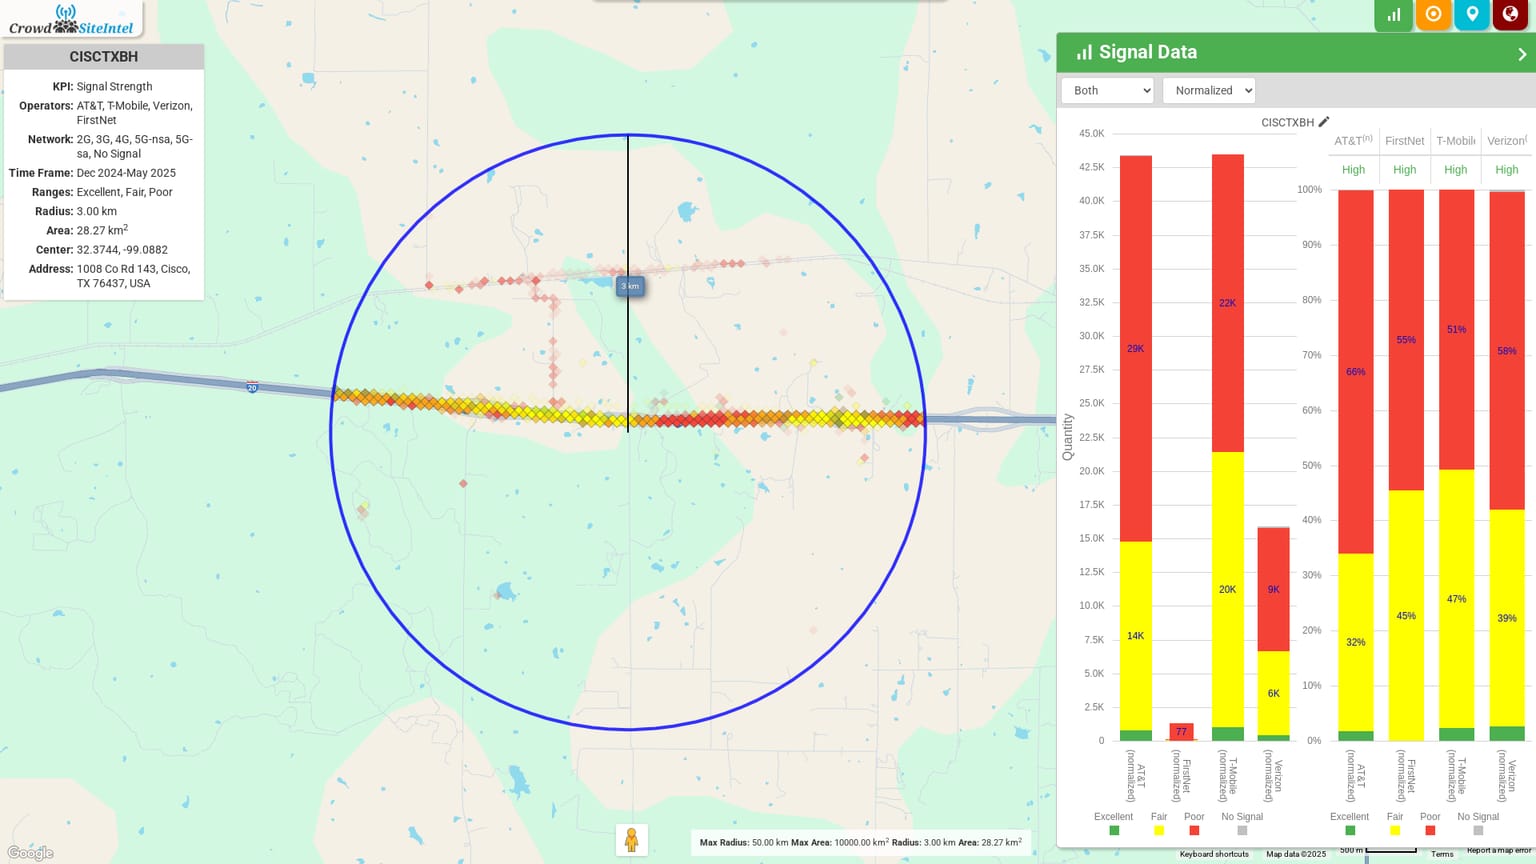 Crowd SiteIntel
CISCTXBH
KPI: Signal Strength
Operators: AT&T, T-Mobile, Verizon,
FirstNet
Network: 2G, 3G, 4G, 5G-nsa, 5G-
sa, No Signal
Time Frame: Dec 2024-May 2025
Ranges: Excellent, Fair, Poor
Radius: 3.00 km
Area: 28.27 km²
Center: 32.3744, -99.0882
Address: 1008 Co Rd 143, Cisco,
TX 76437, USA
3 km
20
Google
Max Radius: 50.00 km Max Area: 10000.00 km² Radius: 3.00 km Area: 28.27 km²
Signal Data
Both
Normalized
CISCTXBH
45.0K
42.5K
40.0K
37.5K
35.0K
32.5K
30.0K
27.5K
25.0K
22.5K
20.0K
17.5K
15.0K
12.5K
10.0K
7.5K
5.0K
2.5K
0
Quantity
29K
14K
77
22K
20K
9K
6K
AT&T (normalized)
FirstNet (normalized)
T-Mobile (normalized)
Verizon (normalized)
Excellent Fair Poor No Signal
AT&T(n) FirstNet T-Mobile Verizon(
High High High High
100%
90%
80%
70%
60%
50%
40%
30%
20%
10%
0%
66%
32%
55%
45%
51%
47%
58%
39%
AT&T (normalized)
FirstNet (normalized)
T-Mobile (normalized)
Verizon (normalized)
Excellent Fair Poor No Signal
Keyboard shortcuts Map data ©2025 500 m Terms Report a map error